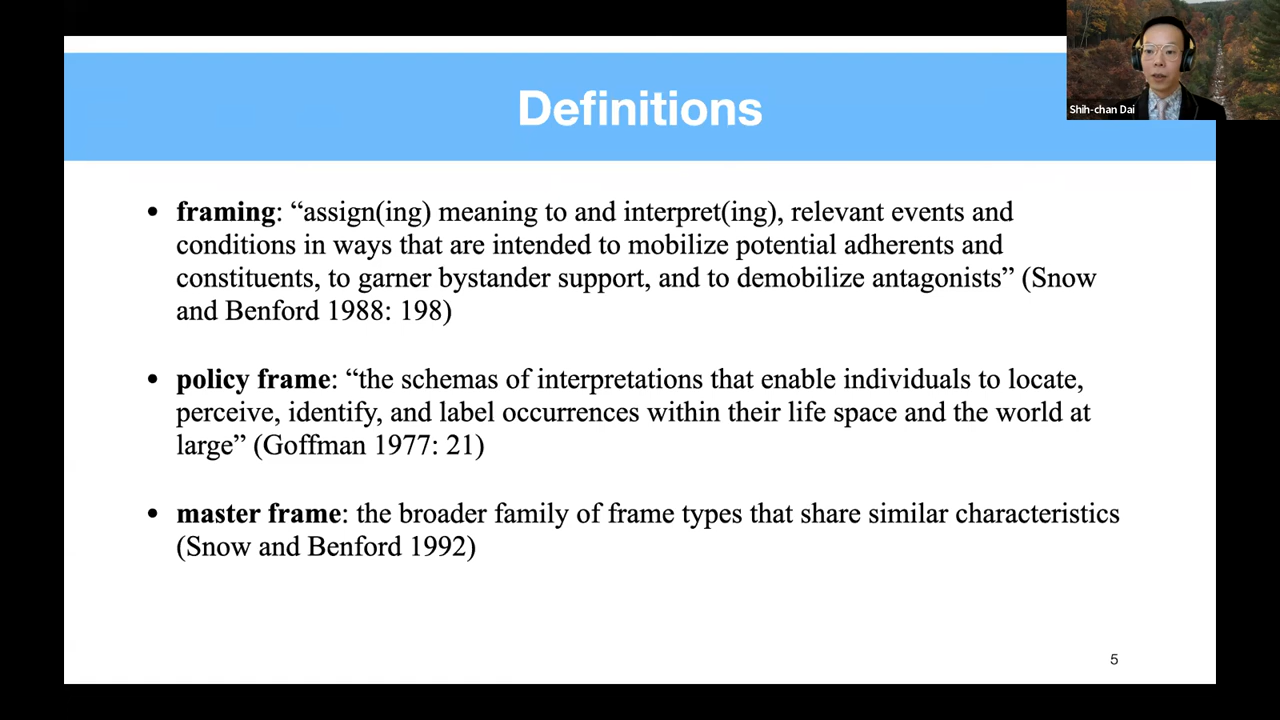 Definitions
Shih-chan Dai
• framing: “assign(ing) meaning to and interpret(ing), relevant events and
conditions in ways that are intended to mobilize potential adherents and
constituents, to garner bystander support, and to demobilize antagonists” (Snow
and Benford 1988: 198)
• policy frame: “the schemas of interpretations that enable individuals to locate,
perceive, identify, and label occurrences within their life space and the world at
large” (Goffman 1977: 21)
• master frame: the broader family of frame types that share similar characteristics
(Snow and Benford 1992)
5